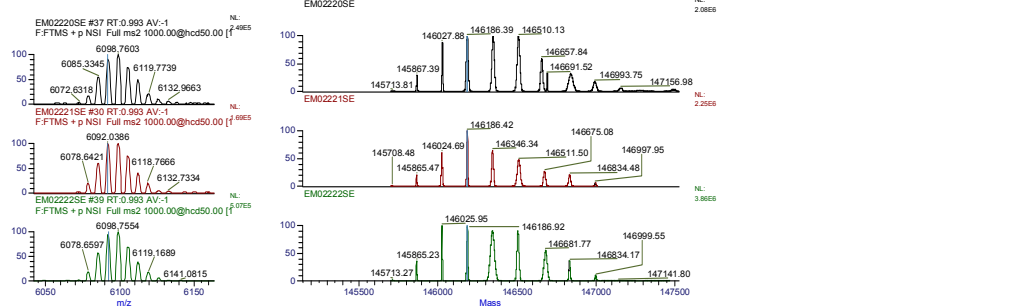 EM02220SE #37 RT:0.993 AV:-1
F:FTMS + p NSI Full ms2 1000.00@hcd50.00 [1
NL:
2.49E5
100
50
0
6098.7603
6085.3345
6119.7739
6072.6318
6132.9663
EM02221SE #30 RT:0.993 AV:-1
F:FTMS + p NSI Full ms2 1000.00@hcd50.00 [1
NL:
1.69E5
100
50
0
6092.0386
6078.6421
6118.7666
6132.7334
EM02222SE #39 RT:0.993 AV:-1
F:FTMS + p NSI Full ms2 1000.00@hcd50.00 [1
NL:
5.07E5
100
50
0
6098.7554
6078.6597
6119.1689
6141.0815
6050
6100
6150
m/z
EM02220SE
NL:
2.08E6
100
50
0
146186.39
146510.13
146027.88
146657.84
145867.39
146691.52
145713.81
146993.75
147156.98
EM02221SE
NL:
2.25E6
100
50
0
146186.42
146675.08
146024.69
146346.34
145708.48
146511.50
146997.95
145865.47
146834.48
EM02222SE
NL:
3.86E6
100
50
0
146025.95
146186.92
146999.55
145865.23
146681.77
146834.17
145713.27
147141.80
145500
146000
146500
147000
147500
Mass